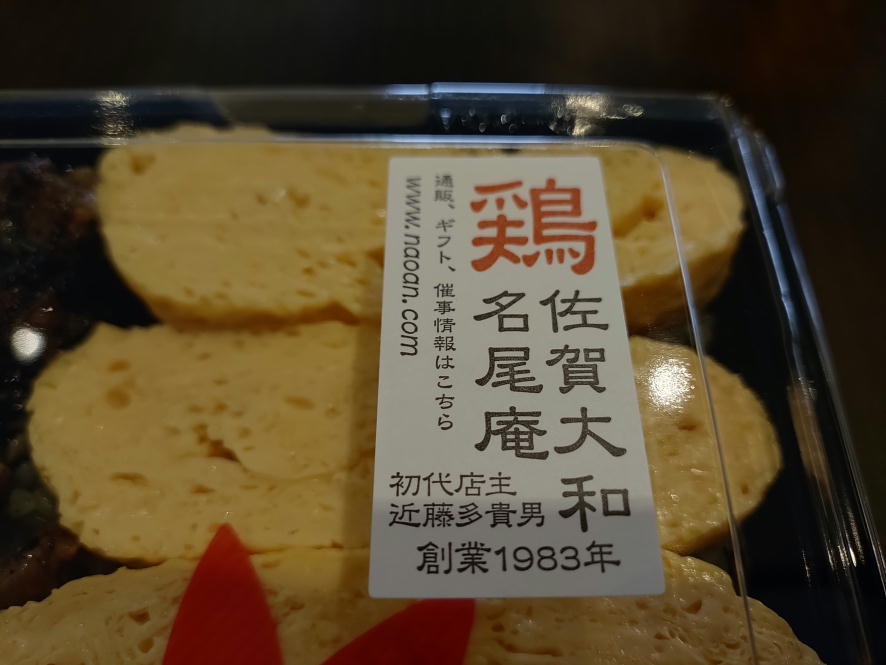 鶏
佐賀大和
名尾庵
通販、ギフト、催事情報はこちら
www.naoan.com
初代店主
近藤多貴男
創業1983年